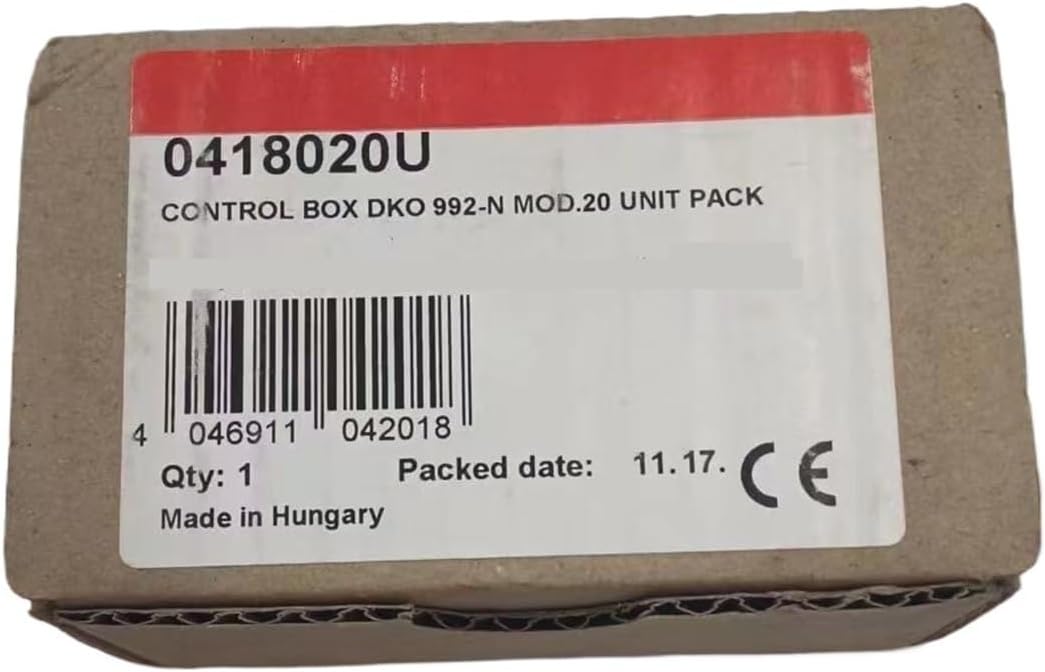 0418020U
CONTROL BOX DKO 992-N MOD.20 UNIT PACK
4 046911 042018
Qty: 1
Packed date: 11.17.
Made in Hungary
CE